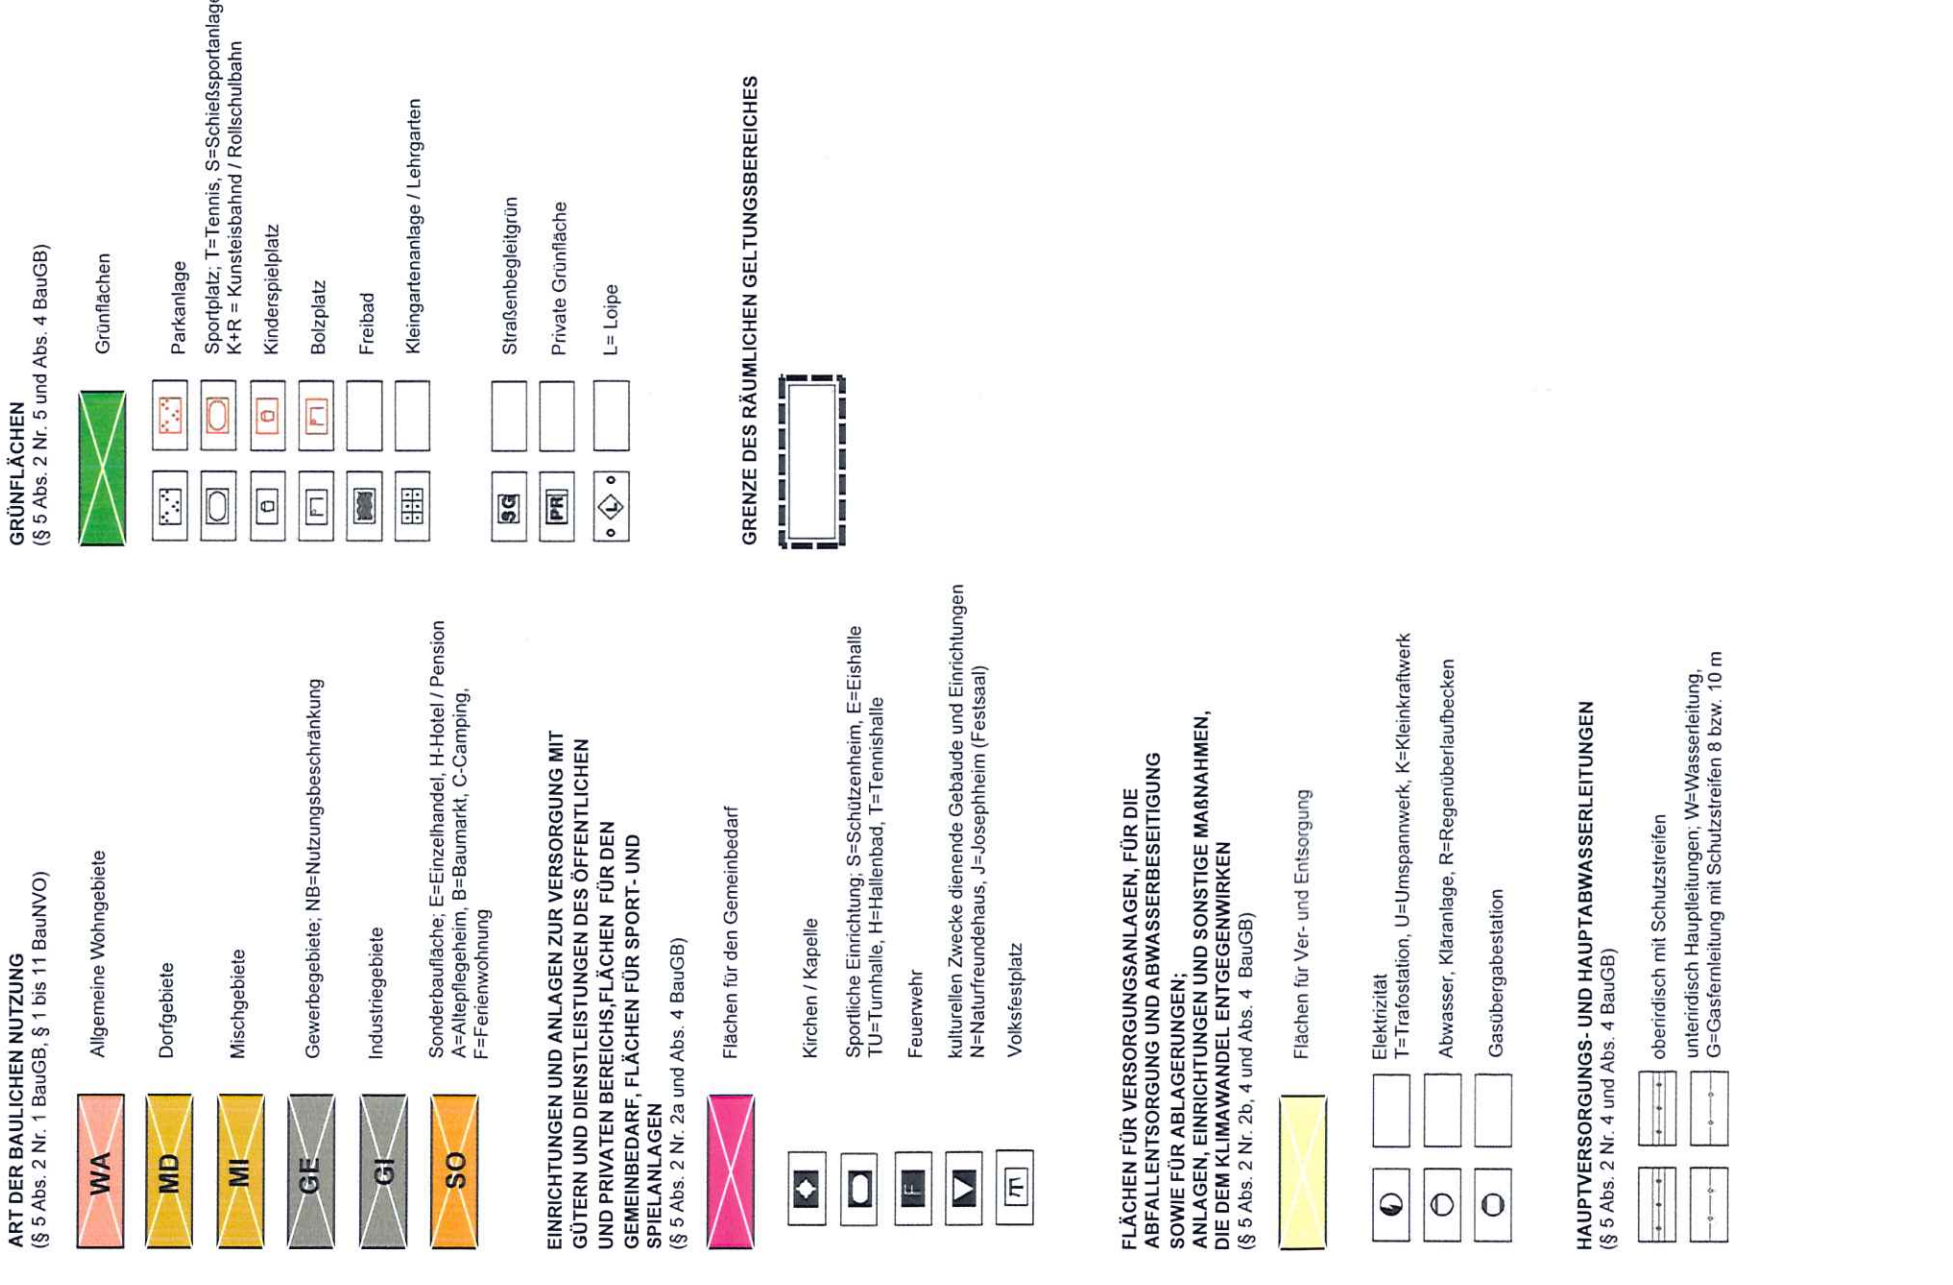 ART DER BAULICHEN NUTZUNG
(§ 5 Abs. 2 Nr. 1 BauGB, § 1 bis 11 BauNVO)
WA
Allgemeine Wohngebiete
MD
Dorfgebiete
MI
Mischgebiete
GE
Gewerbegebiete; NB=Nutzungsbeschränkung
GI
Industriegebiete
SO
Sonderbaufläche; E=Einzelhandel, H-Hotel / Pension
A=Altepflegeheim, B=Baumarkt, C-Camping,
F=Ferienwohnung
EINRICHTUNGEN UND ANLAGEN ZUR VERSORGUNG MIT
GÜTERN UND DIENSTLEISTUNGEN DES ÖFFENTLICHEN
UND PRIVATEN BEREICHS,FLÄCHEN FÜR DEN
GEMEINBEDARF, FLÄCHEN FÜR SPORT- UND
SPIELANLAGEN
(§ 5 Abs. 2 Nr. 2a und Abs. 4 BauGB)
Flächen für den Gemeinbedarf
Kirchen / Kapelle
Sportliche Einrichtung; S=Schützenheim, E=Eishalle
TU=Turnhalle, H=Hallenbad, T=Tennishalle
F
Feuerwehr
kulturellen Zwecke dienende Gebäude und Einrichtungen
N=Naturfreundehaus, J=Josephheim (Festsaal)
Volksfestplatz
FLÄCHEN FÜR VERSORGUNGSANLAGEN, FÜR DIE
ABFALLENTSORGUNG UND ABWASSERBESEITIGUNG
SOWIE FÜR ABLAGERUNGEN;
ANLAGEN, EINRICHTUNGEN UND SONSTIGE MAßNAHMEN,
DIE DEM KLIMAWANDEL ENTGEGENWIRKEN
(§ 5 Abs. 2 Nr. 2b, 4 und Abs. 4 BauGB)
Flächen für Ver- und Entsorgung
Elektrizität
T=Trafostation, U=Umspannwerk, K=Kleinkraftwerk
Abwasser, Kläranlage, R=Regenüberlaufbecken
Gasübergabestation
HAUPTVERSORGUNGS- UND HAUPTABWASSERLEITUNGEN
(§ 5 Abs. 2 Nr. 4 und Abs. 4 BauGB)
oberirdisch mit Schutzstreifen
unterirdisch Hauptleitungen; W=Wasserleitung,
G=Gasfernleitung mit Schutzstreifen 8 bzw. 10 m
GRÜNFLÄCHEN
(§ 5 Abs. 2 Nr. 5 und Abs. 4 BauGB)
Grünflächen
Parkanlage
Sportplatz; T=Tennis, S=Schießsportanlage
K+R = Kunsteisbahnd / Rollschulbahn
Kinderspielplatz
Bolzplatz
Freibad
Kleingartenanlage / Lehrgarten
SG
Straßenbegleitgrün
PR
Private Grünfläche
L
L= Loipe
GRENZE DES RÄUMLICHEN GELTUNGSBEREICHES